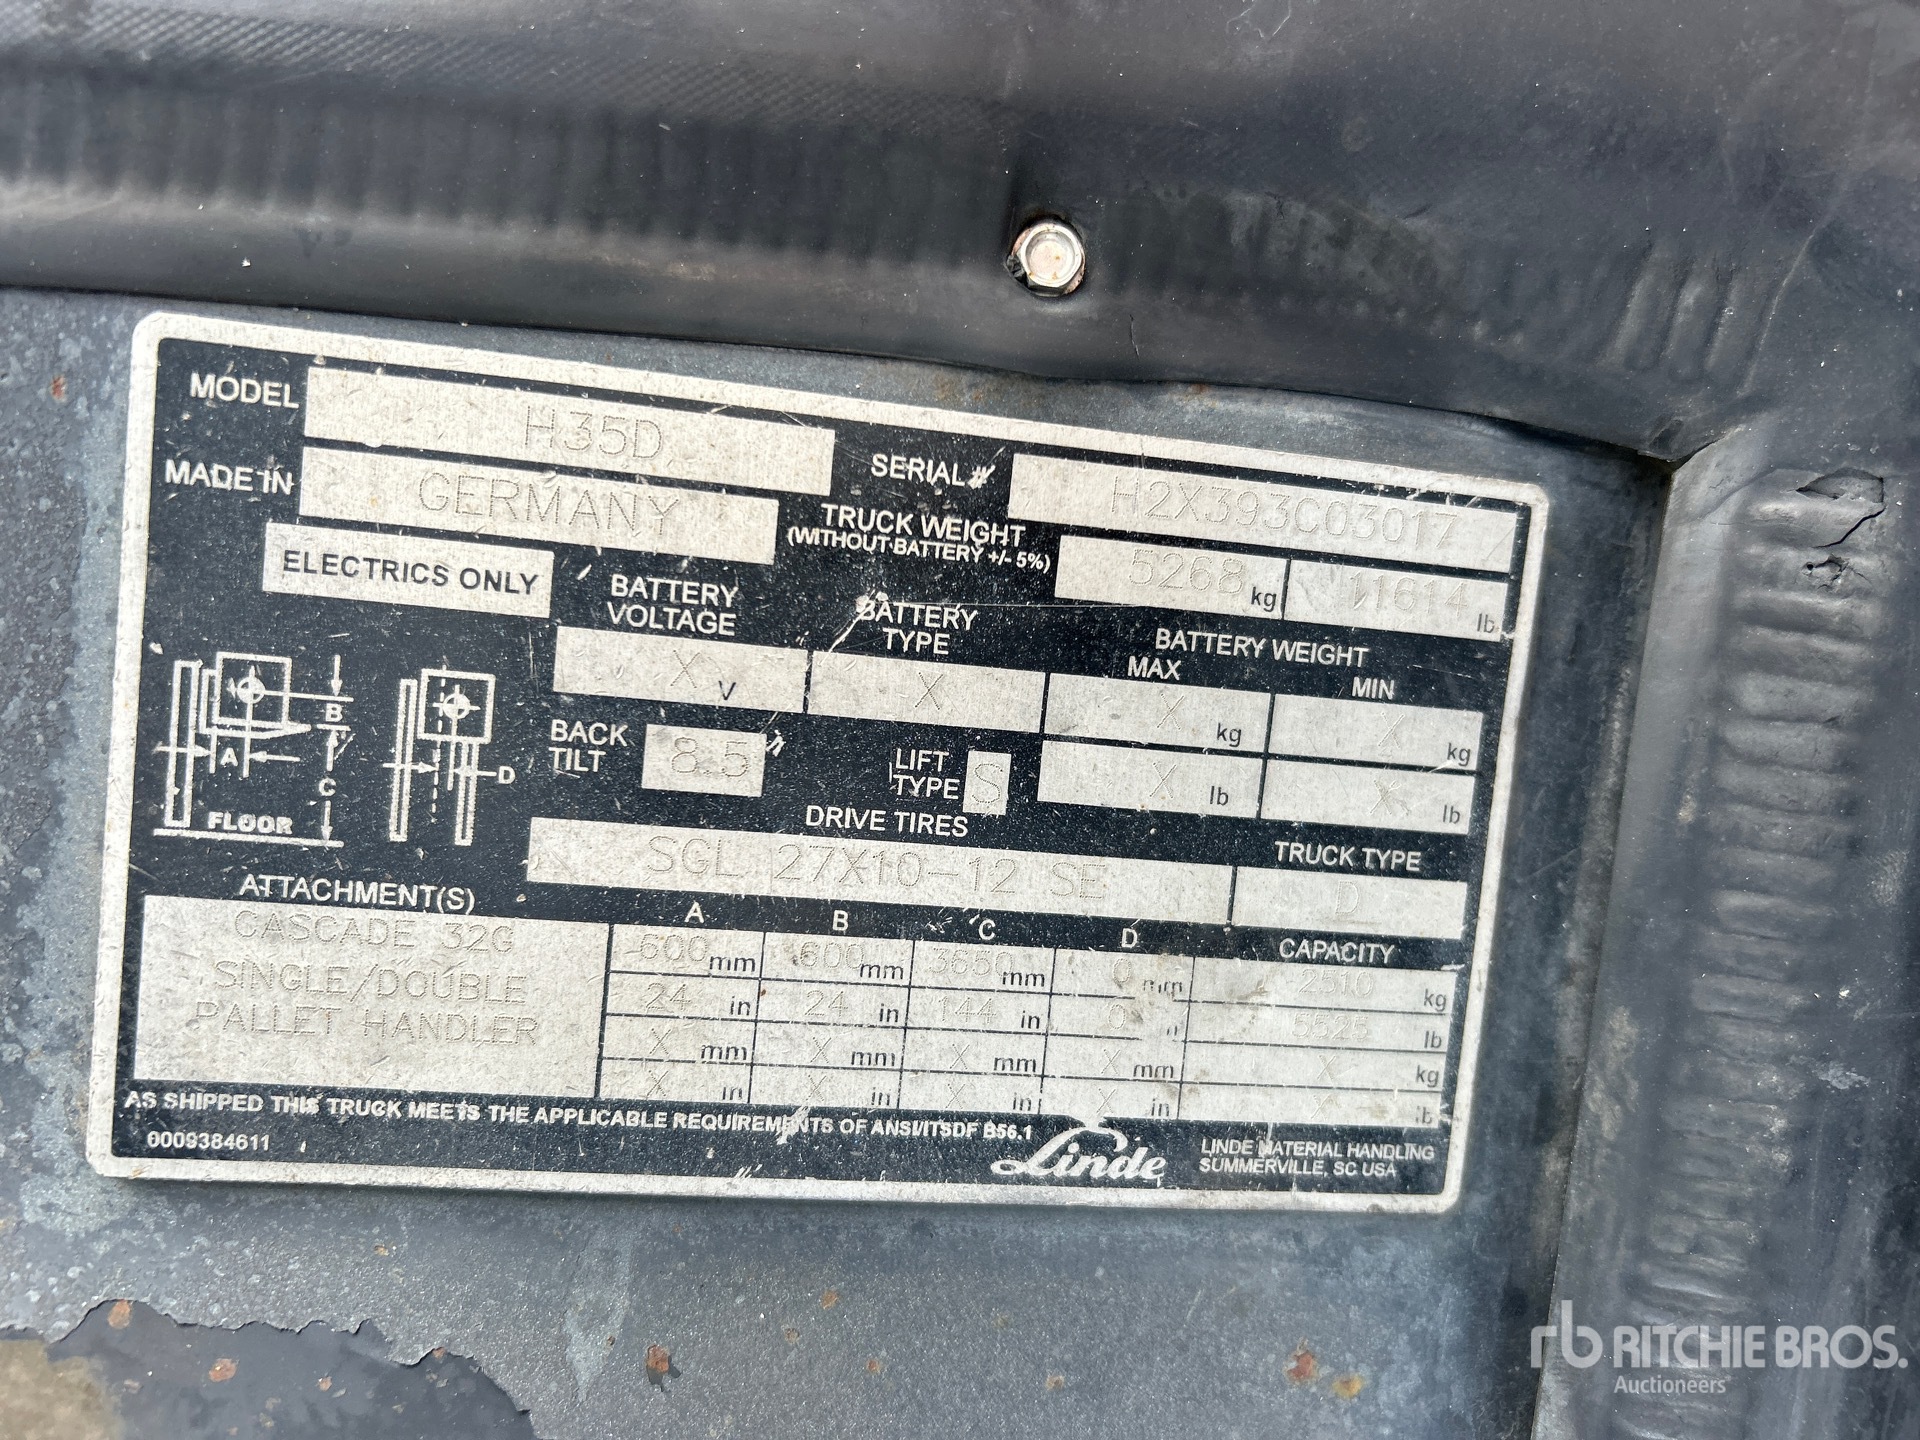 MODEL H35D
SERIAL # H2X393C03017
MADE IN GERMANY
TRUCK WEIGHT 5268 kg 11614 lb
(WITHOUT BATTERY +/- 5%)
ELECTRICS ONLY
BATTERY VOLTAGE X V
BATTERY TYPE X
BATTERY WEIGHT
MAX MIN
X kg X kg
X lb X lb
BACK TILT 8.5
LIFT TYPE S
A B C D
FLOOR
DRIVE TIRES
SGL 27X10-12 SE
TRUCK TYPE
D
ATTACHMENT(S) A B C D CAPACITY
CASCADE 32G
SINGLE/DOUBLE
PALLET HANDLER
600 mm 600 mm 3650 mm 0 mm 2510 kg
24 in 24 in 144 in 0 in 5525 lb
X mm X mm X mm X mm X kg
X in X in X in X in X lb
AS SHIPPED THIS TRUCK MEETS THE APPLICABLE REQUIREMENTS OF ANSI/ITSDF B56.1
0009384611
Linde
LINDE MATERIAL HANDLING
SUMMERVILLE, SC USA
rb RITCHIE BROS.
Auctioneers